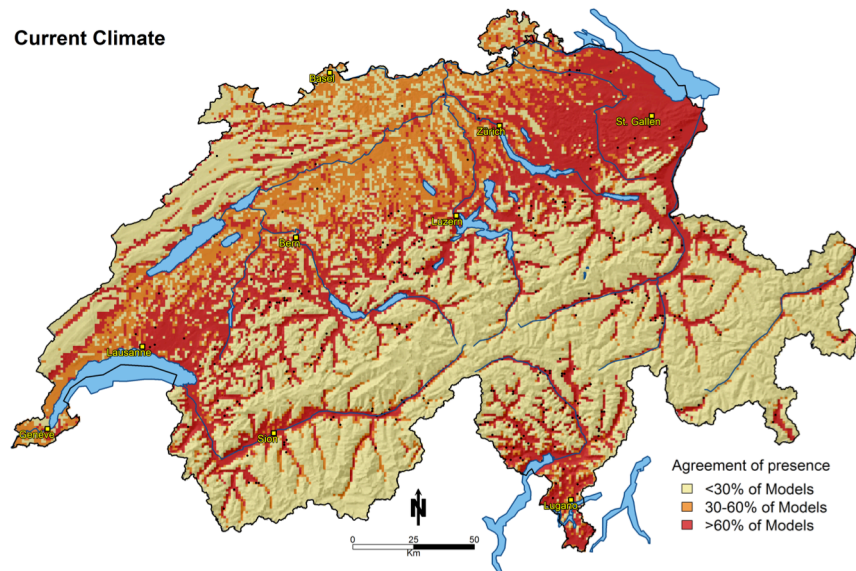 Current Climate
Basel
Zürich
St. Gallen
Luzern
Bern
Lausanne
Genève
Sion
Lugano
N
Agreement of presence
<30% of Models
30-60% of Models
>60% of Models
0 25 50
Km